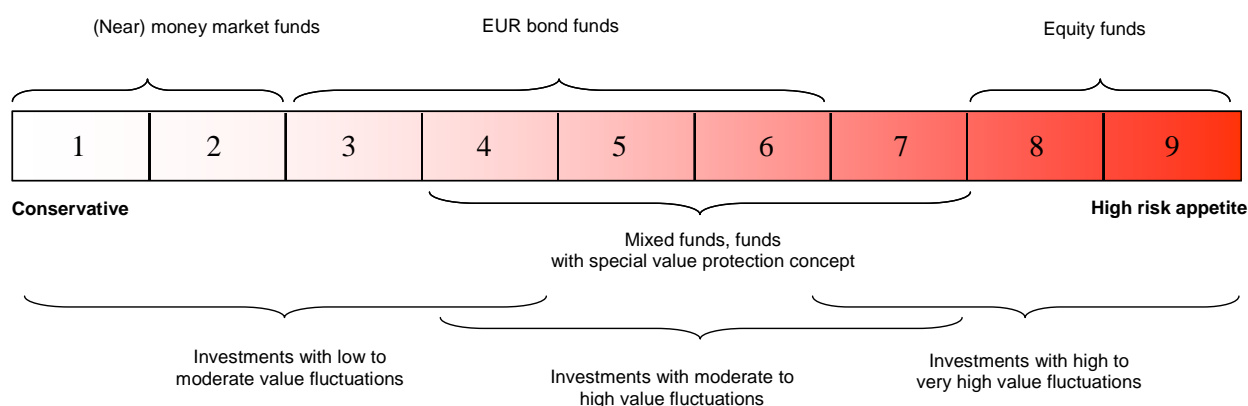 (Near) money market funds
EUR bond funds
Equity funds
1 2 3 4 5 6 7 8 9
Conservative
High risk appetite
Mixed funds, funds
with special value protection concept
Investments with low to
moderate value fluctuations
Investments with moderate to
high value fluctuations
Investments with high to
very high value fluctuations